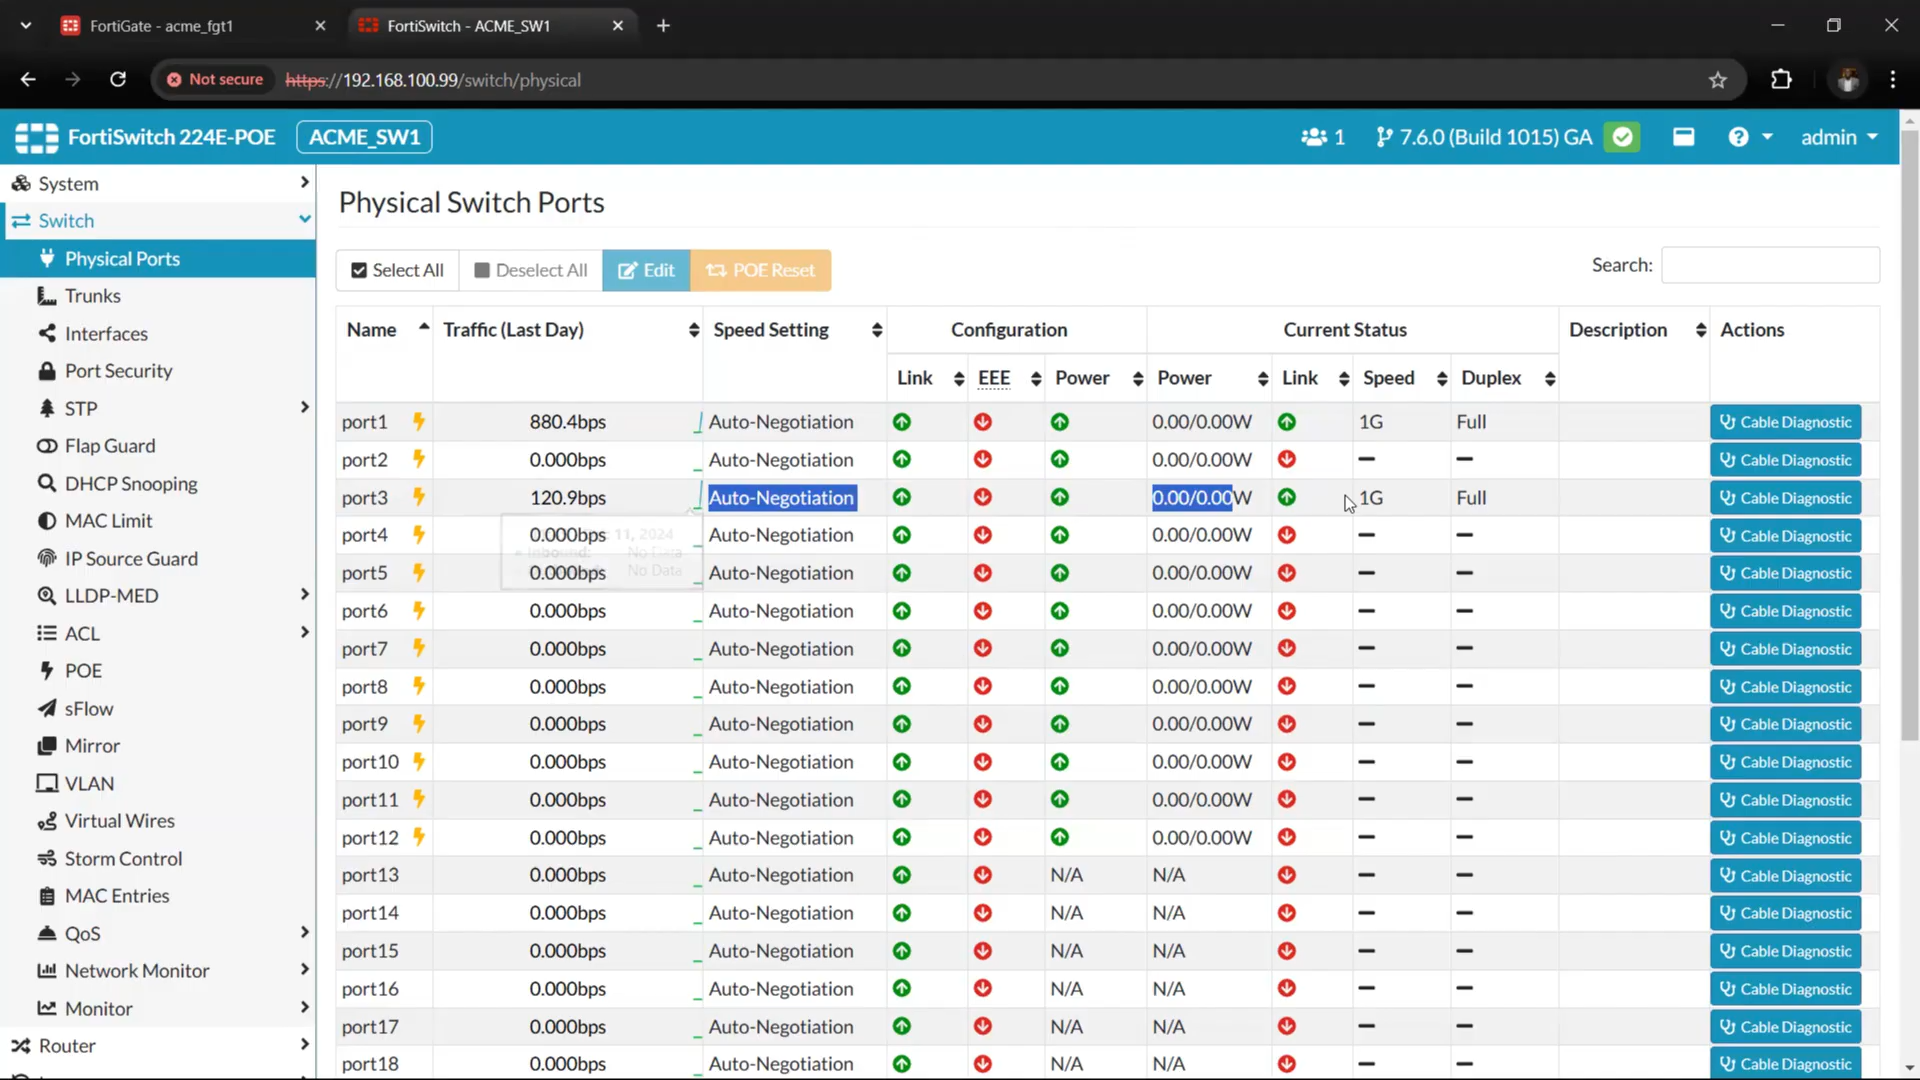 FortiGate - acme_fgt1
FortiSwitch - ACME_SW1
Not secure
https://192.168.100.99/switch/physical
FortiSwitch 224E-POE
ACME_SW1
1
7.6.0 (Build 1015) GA
admin
System
Switch
Physical Ports
Trunks
Interfaces
Port Security
STP
Flap Guard
DHCP Snooping
MAC Limit
IP Source Guard
LLDP-MED
ACL
POE
sFlow
Mirror
VLAN
Virtual Wires
Storm Control
MAC Entries
QoS
Network Monitor
Monitor
Router
Physical Switch Ports
Select All
Deselect All
Edit
POE Reset
Search:
Name Traffic (Last Day) Speed Setting Configuration Current Status Description Actions
Link EEE Power Power Link Speed Duplex
port1 880.4bps Auto-Negotiation 0.00/0.00W 1G Full Cable Diagnostic
port2 0.000bps Auto-Negotiation 0.00/0.00W Cable Diagnostic
port3 120.9bps Auto-Negotiation 0.00/0.00W 1G Full Cable Diagnostic
port4 0.000bps Auto-Negotiation 0.00/0.00W Cable Diagnostic
11, 2024
Inbound: No Data
No Data
port5 0.000bps Auto-Negotiation 0.00/0.00W Cable Diagnostic
port6 0.000bps Auto-Negotiation 0.00/0.00W Cable Diagnostic
port7 0.000bps Auto-Negotiation 0.00/0.00W Cable Diagnostic
port8 0.000bps Auto-Negotiation 0.00/0.00W Cable Diagnostic
port9 0.000bps Auto-Negotiation 0.00/0.00W Cable Diagnostic
port10 0.000bps Auto-Negotiation 0.00/0.00W Cable Diagnostic
port11 0.000bps Auto-Negotiation 0.00/0.00W Cable Diagnostic
port12 0.000bps Auto-Negotiation 0.00/0.00W Cable Diagnostic
port13 0.000bps Auto-Negotiation N/A N/A Cable Diagnostic
port14 0.000bps Auto-Negotiation N/A N/A Cable Diagnostic
port15 0.000bps Auto-Negotiation N/A N/A Cable Diagnostic
port16 0.000bps Auto-Negotiation N/A N/A Cable Diagnostic
port17 0.000bps Auto-Negotiation N/A N/A Cable Diagnostic
port18 0.000bps Auto-Negotiation N/A N/A Cable Diagnostic